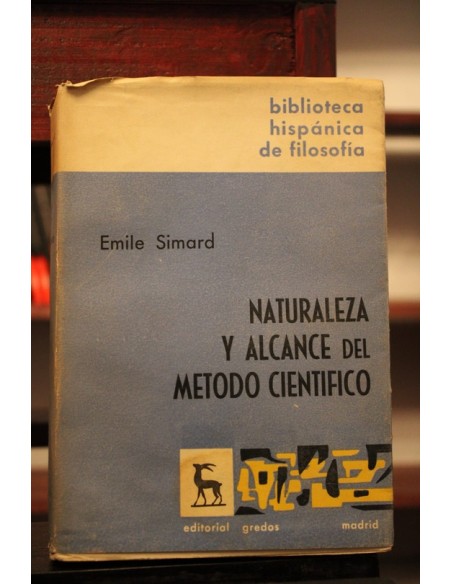 biblioteca
hispánica
de filosofía
Emile Simard
NATURALEZA
Y ALCANCE DEL
METODO CIENTIFICO
editorial gredos madrid